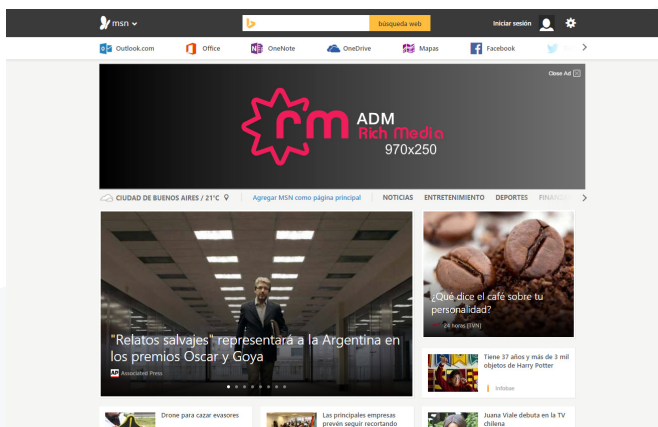 msn
búsqueda web
Iniciar sesión
Outlook.com
Office
OneNote
OneDrive
Mapas
Facebook
Close Ad
rm
ADM
Rich Media
970x250
CIUDAD DE BUENOS AIRES / 21°C
Agregar MSN como página principal
NOTICIAS
ENTRETENIMIENTO
DEPORTES
"Relatos salvajes" representará a la Argentina en
los premios Oscar y Goya
AP Associated Press
¿Qué dice el café sobre tu
personalidad?
24 horas (TVN)
Tiene 37 años y más de 3 mil
objetos de Harry Potter
Infobae
Drone para cazar evasores
Las principales empresas
prevén seguir recortando
Juana Viale debuta en la TV
chilena